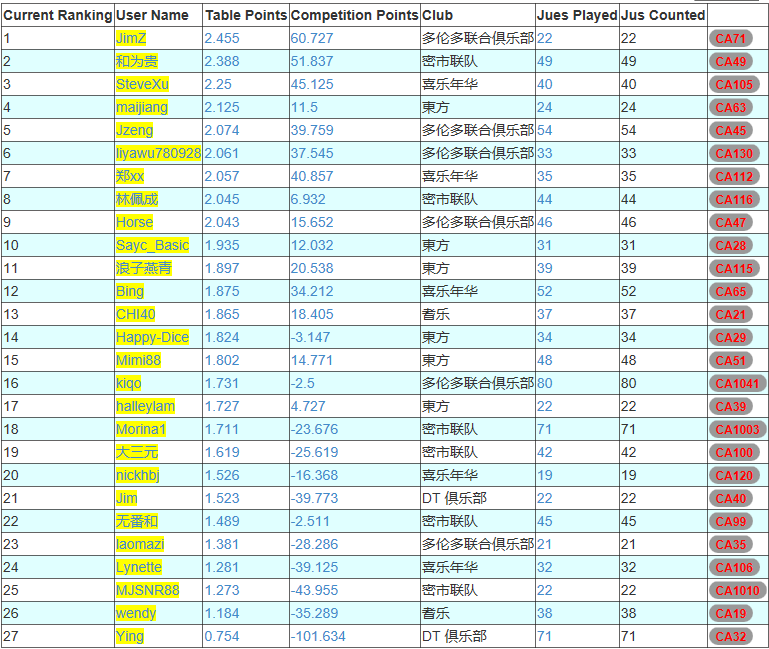 Current Ranking User Name Table Points Competition Points Club Jues Played Jus Counted
1 JimZ 2.455 60.727 多伦多联合俱乐部 22 22 CA71
2 和为贵 2.388 51.837 密市联队 49 49 CA49
3 SteveXu 2.25 45.125 喜乐年华 40 40 CA105
4 maijiang 2.125 11.5 東方 24 24 CA63
5 Jzeng 2.074 39.759 多伦多联合俱乐部 54 54 CA45
6 liyawu780928 2.061 37.545 多伦多联合俱乐部 33 33 CA130
7 郑xx 2.057 40.857 喜乐年华 35 35 CA112
8 林佩成 2.045 6.932 密市联队 44 44 CA116
9 Horse 2.043 15.652 多伦多联合俱乐部 46 46 CA47
10 Sayc_Basic 1.935 12.032 東方 31 31 CA28
11 浪子燕青 1.897 20.538 東方 39 39 CA115
12 Bing 1.875 34.212 喜乐年华 52 52 CA65
13 CHI40 1.865 18.405 耆乐 37 37 CA21
14 Happy-Dice 1.824 -3.147 東方 34 34 CA29
15 Mimi88 1.802 14.771 東方 48 48 CA51
16 kiqo 1.731 -2.5 多伦多联合俱乐部 80 80 CA1041
17 halleylam 1.727 4.727 東方 22 22 CA39
18 Morina1 1.711 -23.676 密市联队 71 71 CA1003
19 大三元 1.619 -25.619 密市联队 42 42 CA100
20 nickhbj 1.526 -16.368 喜乐年华 19 19 CA120
21 Jim 1.523 -39.773 DT 俱乐部 22 22 CA40
22 无番和 1.489 -2.511 密市联队 45 45 CA99
23 laomazi 1.381 -28.286 多伦多联合俱乐部 21 21 CA35
24 Lynette 1.281 -39.125 喜乐年华 32 32 CA106
25 MJSNR88 1.273 -43.955 密市联队 22 22 CA1010
26 wendy 1.184 -35.289 耆乐 38 38 CA19
27 Ying 0.754 -101.634 DT 俱乐部 71 71 CA32